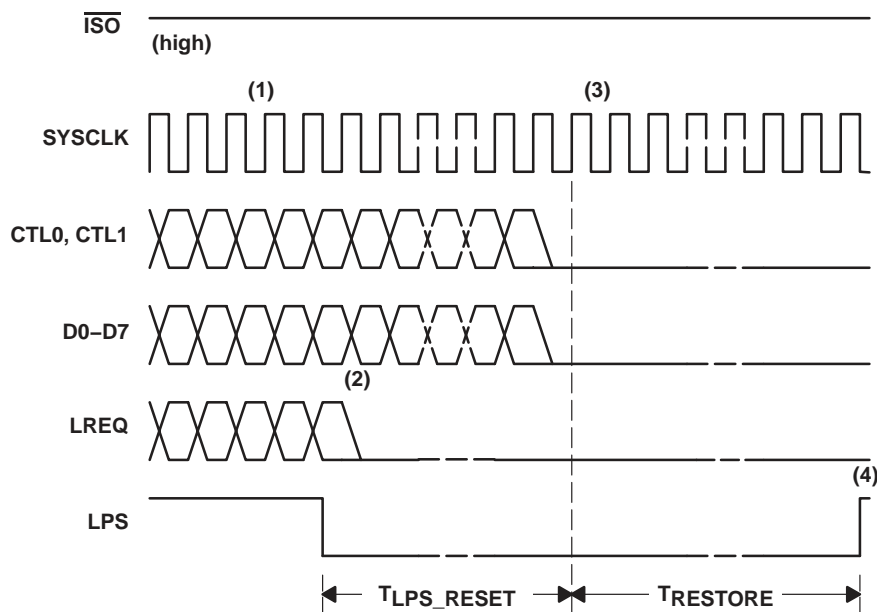 ISO
(high)
(1)
(3)
SYSCLK
CTL0, CTL1
D0–D7
(2)
LREQ
(4)
LPS
TLPS_RESET
TRESTORE